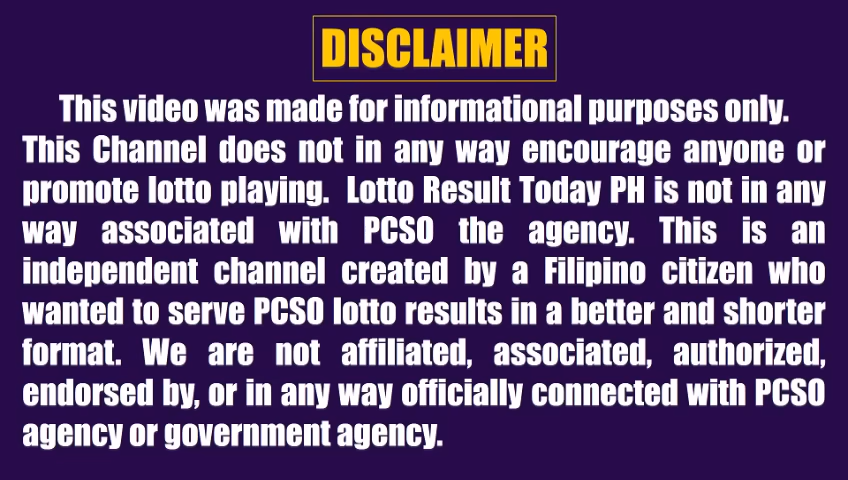 DISCLAIMER
This video was made for informational purposes only.
This Channel does not in any way encourage anyone or
promote lotto playing. Lotto Result Today PH is not in any
way associated with PCSO the agency. This is an
independent channel created by a Filipino citizen who
wanted to serve PCSO lotto results in a better and shorter
format. We are not affiliated, associated, authorized,
endorsed by, or in any way officially connected with PCSO
agency or government agency.